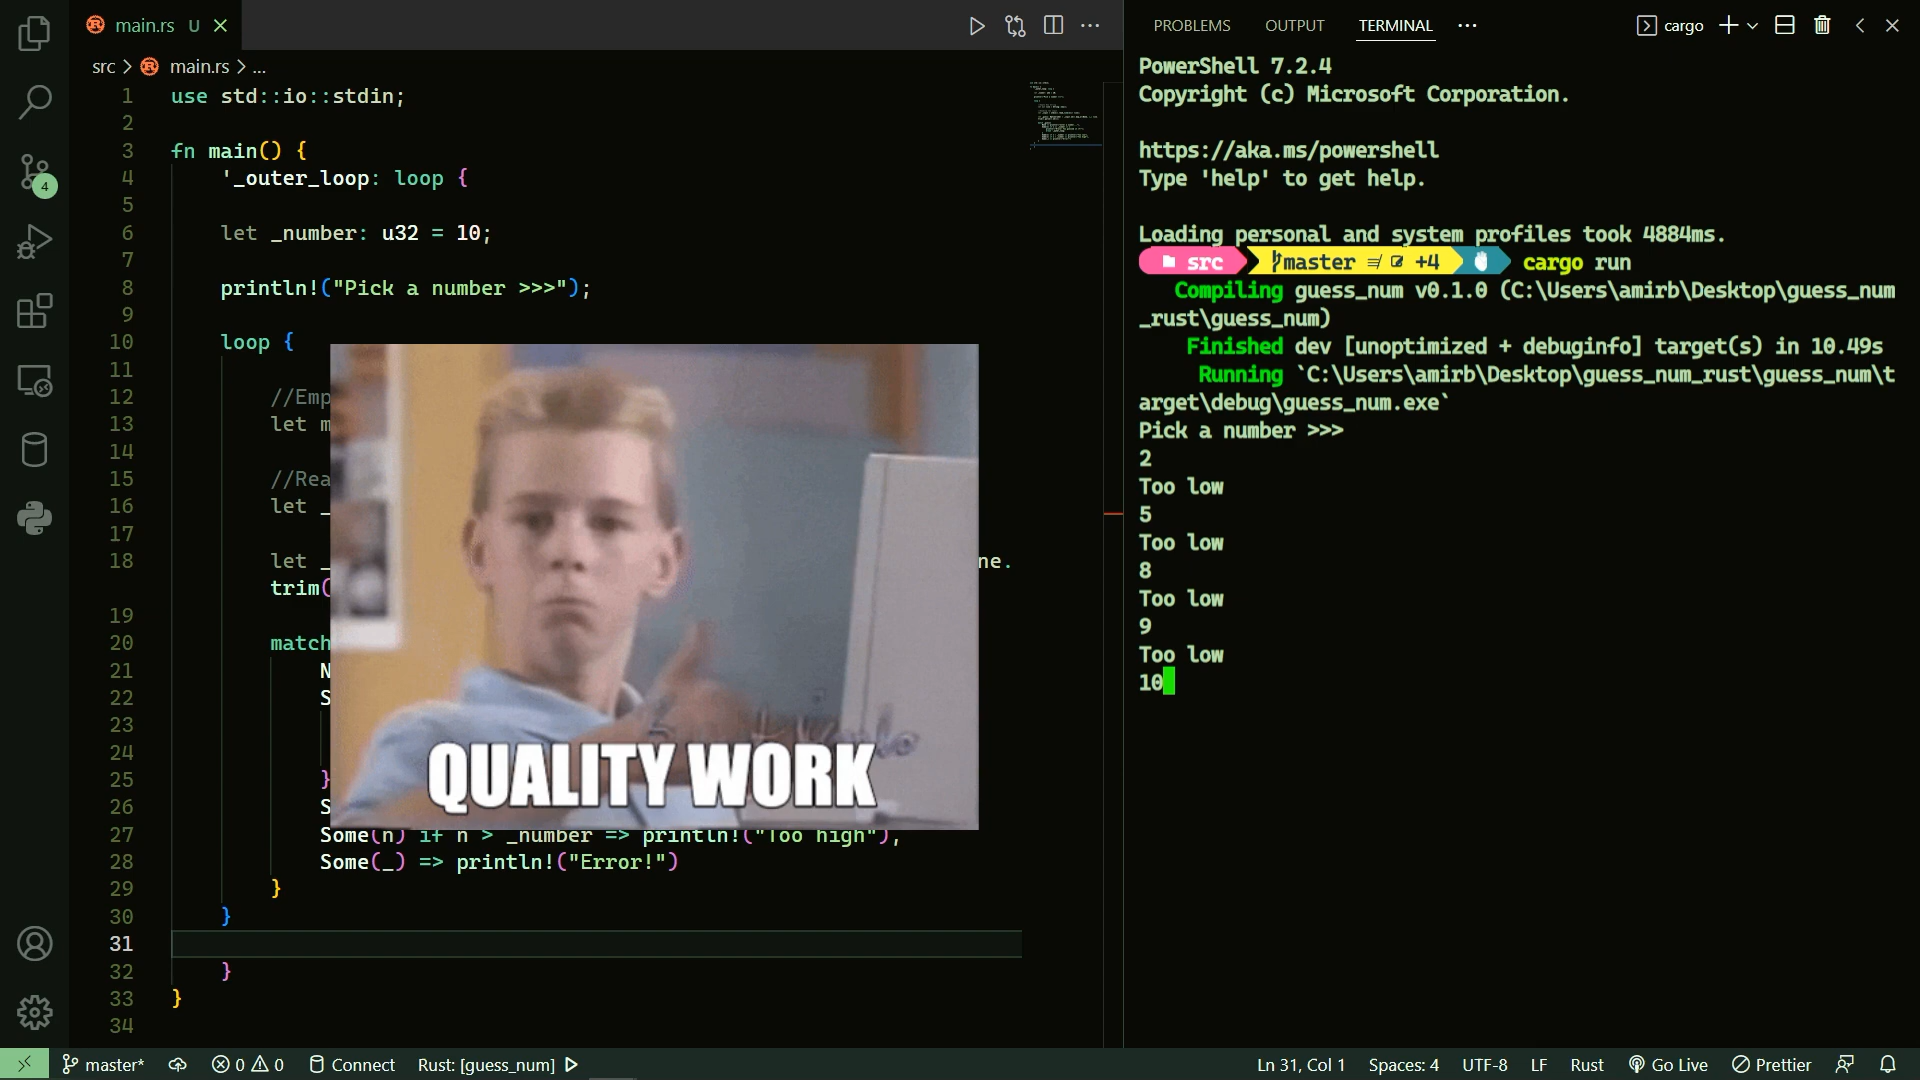 main.rs U
src > main.rs > ...
1 use std::io::stdin;
2
3 fn main() {
4 '_outer_loop: loop {
5
6 let _number: u32 = 10;
7
8 println!("Pick a number >>>");
9
10 loop {
11
12 //Emp
13 let m
14
15 //Rea
16 let _
17
18 let _ ne.
trim(
19
20 match
21 N
22 S
23
24
25 }
26 S
27 Some(n) if n > _number => println!("Too high"),
28 Some(_) => println!("Error!")
29 }
30 }
31
32 }
33 }
34
QUALITY WORK
4
PROBLEMS OUTPUT TERMINAL ... cargo
PowerShell 7.2.4
Copyright (c) Microsoft Corporation.
https://aka.ms/powershell
Type 'help' to get help.
Loading personal and system profiles took 4884ms.
src master +4 cargo run
Compiling guess_num v0.1.0 (C:\Users\amirb\Desktop\guess_num
_rust\guess_num)
Finished dev [unoptimized + debuginfo] target(s) in 10.49s
Running `C:\Users\amirb\Desktop\guess_num_rust\guess_num\t
arget\debug\guess_num.exe`
Pick a number >>>
2
Too low
5
Too low
8
Too low
9
Too low
10
master* 0 0 Connect Rust: [guess_num] Ln 31, Col 1 Spaces: 4 UTF-8 LF Rust Go Live Prettier